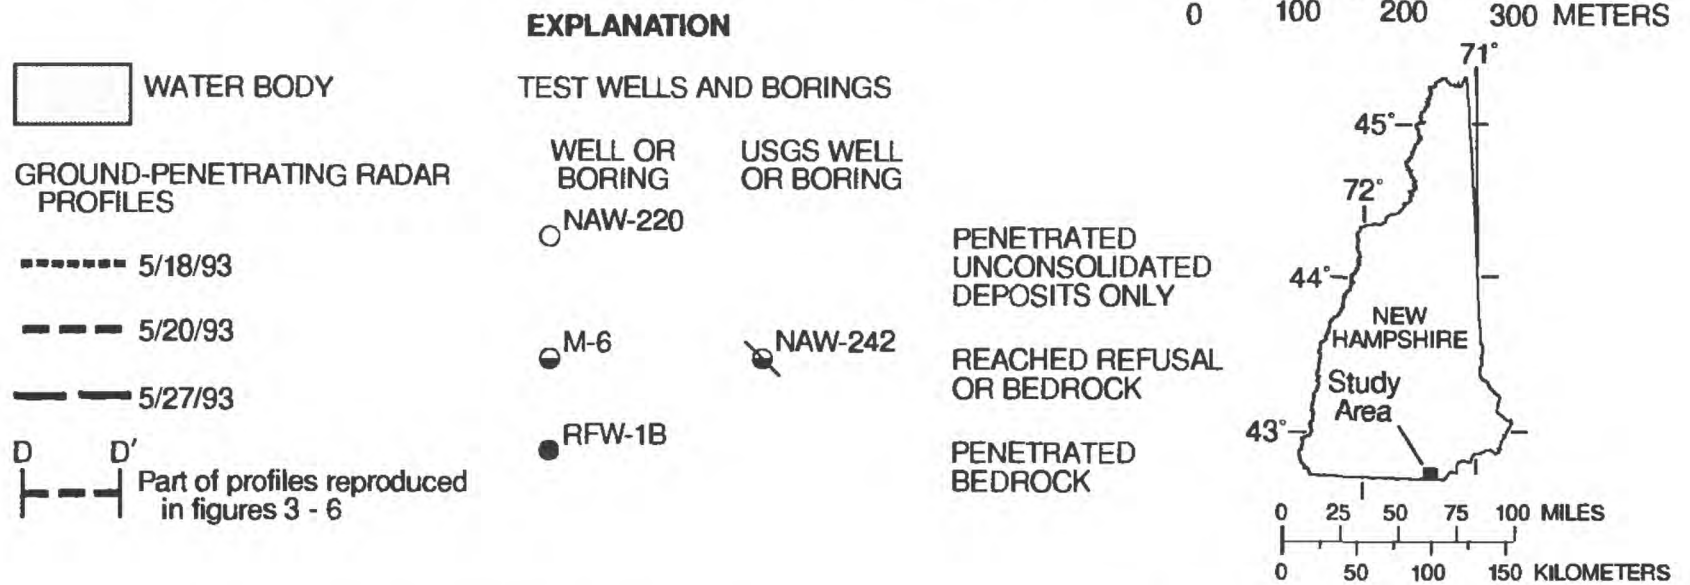 EXPLANATION
WATER BODY
GROUND-PENETRATING RADAR
PROFILES
5/18/93
5/20/93
5/27/93
D D'
Part of profiles reproduced
in figures 3 - 6
TEST WELLS AND BORINGS
WELL OR
BORING
USGS WELL
OR BORING
NAW-220
PENETRATED
UNCONSOLIDATED
DEPOSITS ONLY
M-6
NAW-242
REACHED REFUSAL
OR BEDROCK
RFW-1B
PENETRATED
BEDROCK
0 100 200 300 METERS
71°
45°
72°
44°
NEW
HAMPSHIRE
Study
Area
43°
0 25 50 75 100 MILES
0 50 100 150 KILOMETERS